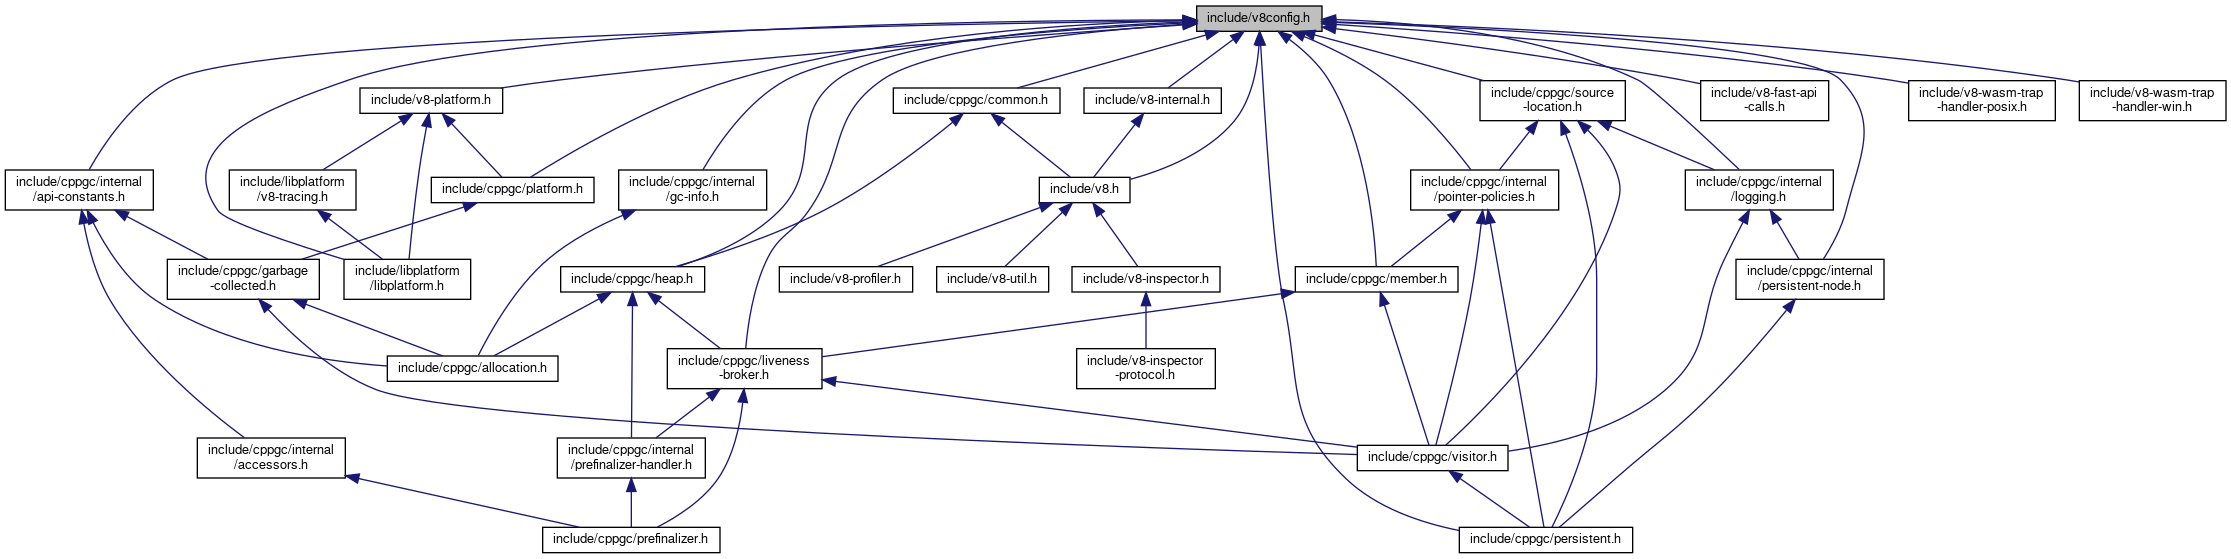 include/v8config.h
include/v8-platform.h
include/cppgc/common.h
include/v8-internal.h
include/cppgc/source
-location.h
include/v8-fast-api
-calls.h
include/v8-wasm-trap
-handler-posix.h
include/v8-wasm-trap
-handler-win.h
include/cppgc/internal
/api-constants.h
include/libplatform
/v8-tracing.h
include/cppgc/platform.h
include/cppgc/internal
/gc-info.h
include/v8.h
include/cppgc/internal
/pointer-policies.h
include/cppgc/internal
/logging.h
include/cppgc/garbage
-collected.h
include/libplatform
/libplatform.h
include/cppgc/heap.h
include/v8-profiler.h
include/v8-util.h
include/v8-inspector.h
include/cppgc/member.h
include/cppgc/internal
/persistent-node.h
include/cppgc/allocation.h
include/cppgc/liveness
-broker.h
include/v8-inspector
-protocol.h
include/cppgc/internal
/accessors.h
include/cppgc/internal
/prefinalizer-handler.h
include/cppgc/visitor.h
include/cppgc/prefinalizer.h
include/cppgc/persistent.h